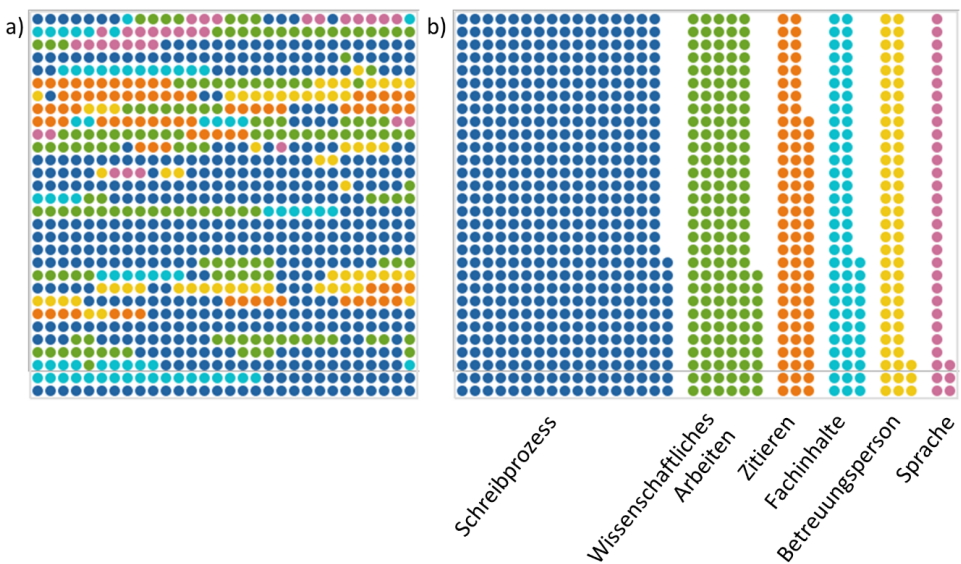 a)
b)
Schreibprozess
Wissenschaftliches
Arbeiten
Zitieren
Fachinhalte
Betreuungsperson
Sprache